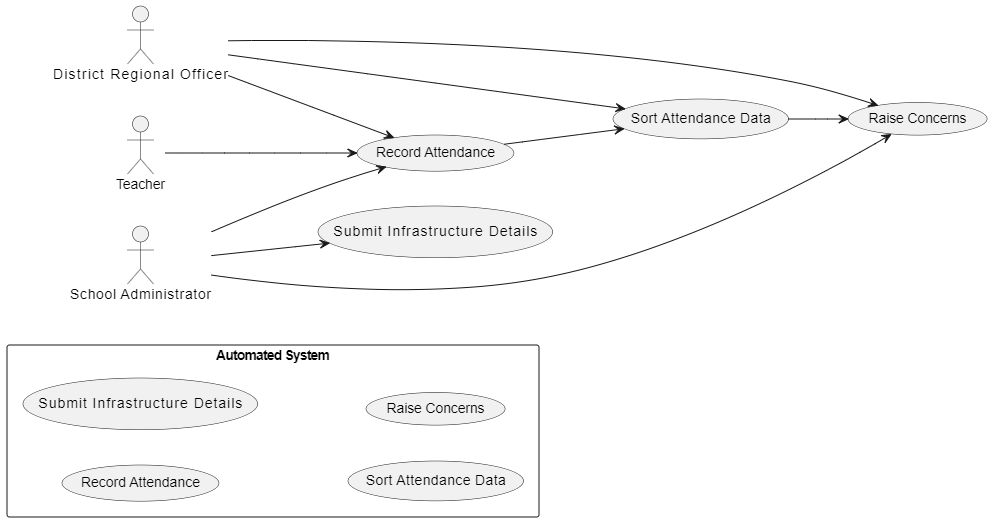 District Regional Officer
Sort Attendance Data
Raise Concerns
Record Attendance
Teacher
Submit Infrastructure Details
School Administrator
Automated System
Submit Infrastructure Details
Raise Concerns
Record Attendance
Sort Attendance Data